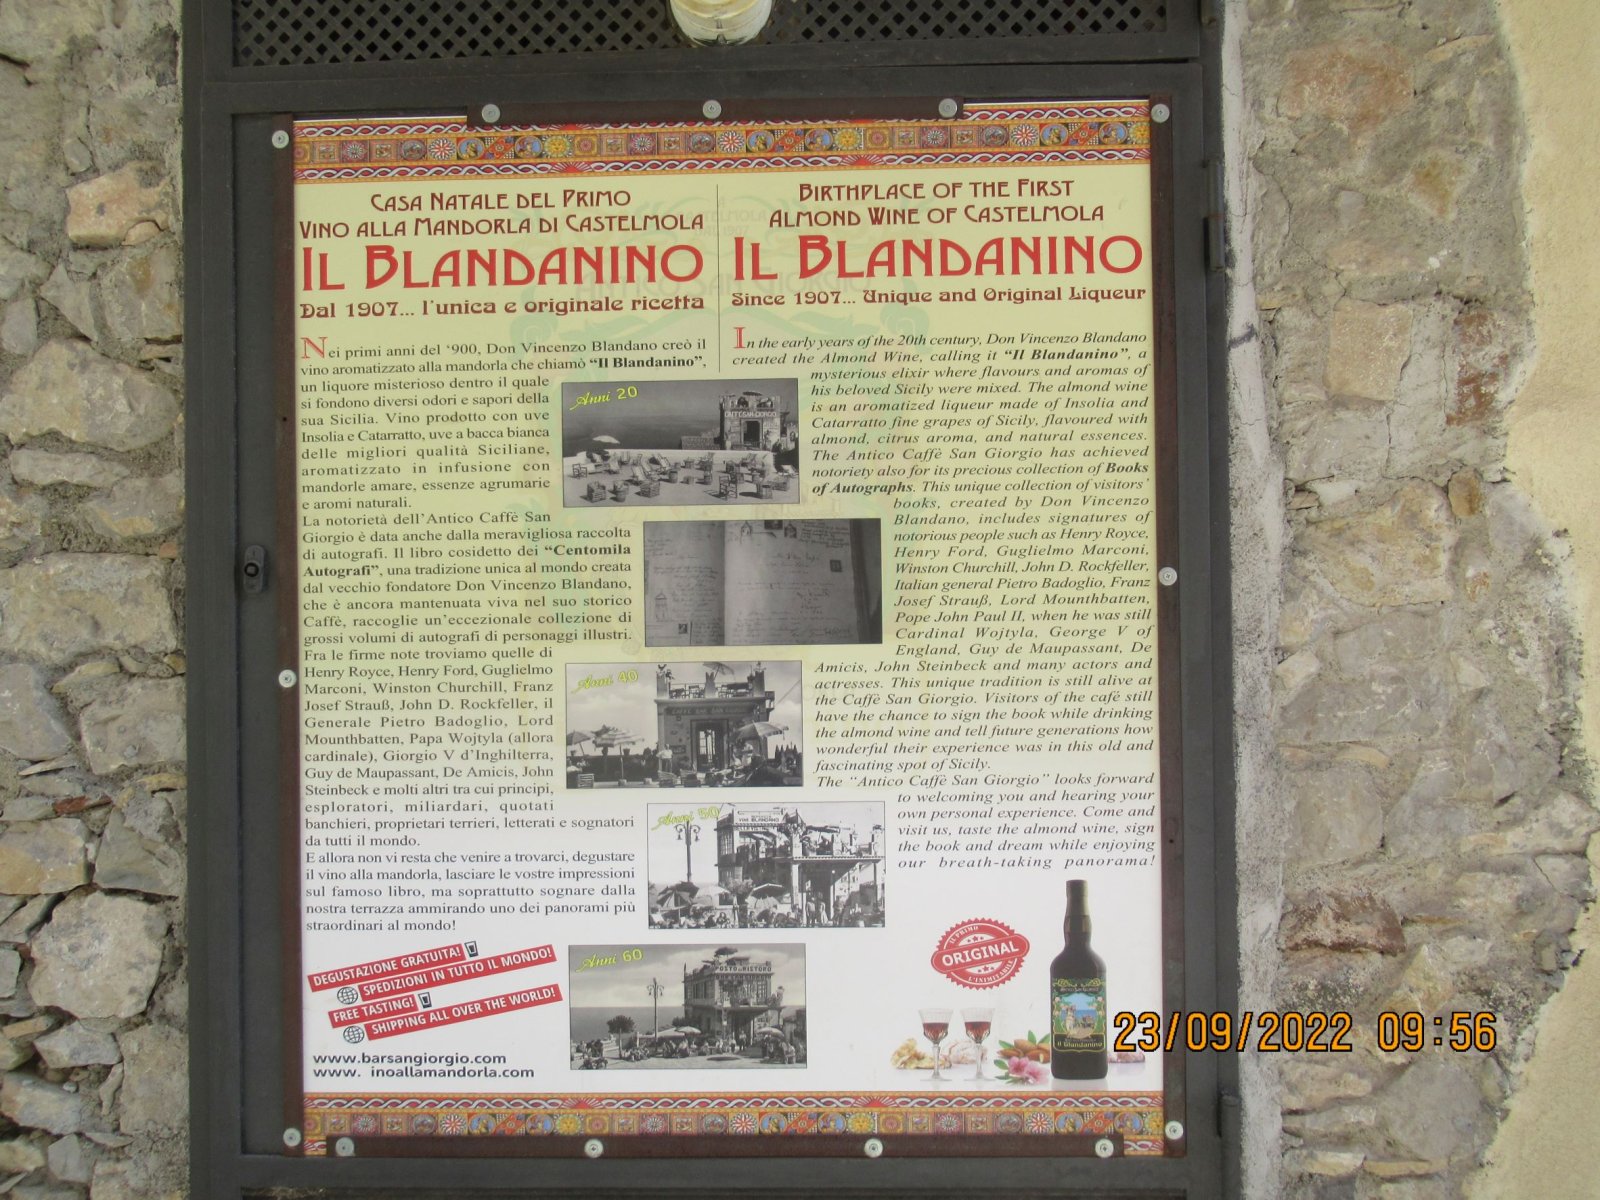 CASA NATALE DEL PRIMO
VINO ALLA MANDORLA DI CASTELMOLA
IL BLANDANINO
Dal 1907... l'unica e originale ricetta
Nei primi anni del '900, Don Vincenzo Blandano creò il
vino aromatizzato alla mandorla che chiamò "Il Blandanino",
un liquore misterioso dentro il quale
si fondono diversi odori e sapori della
sua Sicilia. Vino prodotto con uve
Insolia e Catarratto, uve a bacca bianca
delle migliori qualità Siciliane,
aromatizzato in infusione con
mandorle amare, essenze agrumarie
e aromi naturali.
La notorietà dell'Antico Caffè San
Giorgio è data anche dalla meravigliosa raccolta
di autografi. Il libro cosidetto dei "Centomila
Autografi", una tradizione unica al mondo creata
dal vecchio fondatore Don Vincenzo Blandano,
che è ancora mantenuta viva nel suo storico
Caffè, raccoglie un'eccezionale collezione di
grossi volumi di autografi di personaggi illustri.
Fra le firme note troviamo quelle di
Henry Royce, Henry Ford, Guglielmo
Marconi, Winston Churchill, Franz
Josef Strauß, John D. Rockfeller, il
Generale Pietro Badoglio, Lord
Mounthbatten, Papa Wojtyla (allora
cardinale), Giorgio V d'Inghilterra,
Guy de Maupassant, De Amicis, John
Steinbeck e molti altri tra cui principi,
esploratori, miliardari, quotati
banchieri, proprietari terrieri, letterati e sognatori
da tutti il mondo.
E allora non vi resta che venire a trovarci, degustare
il vino alla mandorla, lasciare le vostre impressioni
sul famoso libro, ma soprattutto sognare dalla
nostra terrazza ammirando uno dei panorami più
straordinari al mondo!
DEGUSTAZIONE GRATUITA!
SPEDIZIONI IN TUTTO IL MONDO!
FREE TASTING!
SHIPPING ALL OVER THE WORLD!
www.barsangiorgio.com
www. inoallamandorla.com
Anni 20
CAFFÈ SAN GIORGIO
Anni 40
Anni 50
Anni 60
POSTO DI RISTORO
BIRTHPLACE OF THE FIRST
ALMOND WINE OF CASTELMOLA
IL BLANDANINO
Since 1907... Unique and Original Liqueur
In the early years of the 20th century, Don Vincenzo Blandano
created the Almond Wine, calling it "Il Blandanino", a
mysterious elixir where flavours and aromas of
his beloved Sicily were mixed. The almond wine
is an aromatized liqueur made of Insolia and
Catarratto fine grapes of Sicily, flavoured with
almond, citrus aroma, and natural essences.
The Antico Caffè San Giorgio has achieved
notoriety also for its precious collection of Books
of Autographs. This unique collection of visitors'
books, created by Don Vincenzo
Blandano, includes signatures of
notorious people such as Henry Royce,
Henry Ford, Guglielmo Marconi,
Winston Churchill, John D. Rockfeller,
Italian general Pietro Badoglio, Franz
Josef Strauß, Lord Mounthbatten,
Pope John Paul II, when he was still
Cardinal Wojtyla, George V of
England, Guy de Maupassant, De
Amicis, John Steinbeck and many actors and
actresses. This unique tradition is still alive at
the Caffè San Giorgio. Visitors of the café still
have the chance to sign the book while drinking
the almond wine and tell future generations how
wonderful their experience was in this old and
fascinating spot of Sicily.
The "Antico Caffè San Giorgio" looks forward
to welcoming you and hearing your
own personal experience. Come and
visit us, taste the almond wine, sign
the book and dream while enjoying
our breath-taking panorama!
IL PRIMO
ORIGINAL
L'INIMITABILE
Il Blandanino
23/09/2022 09:56